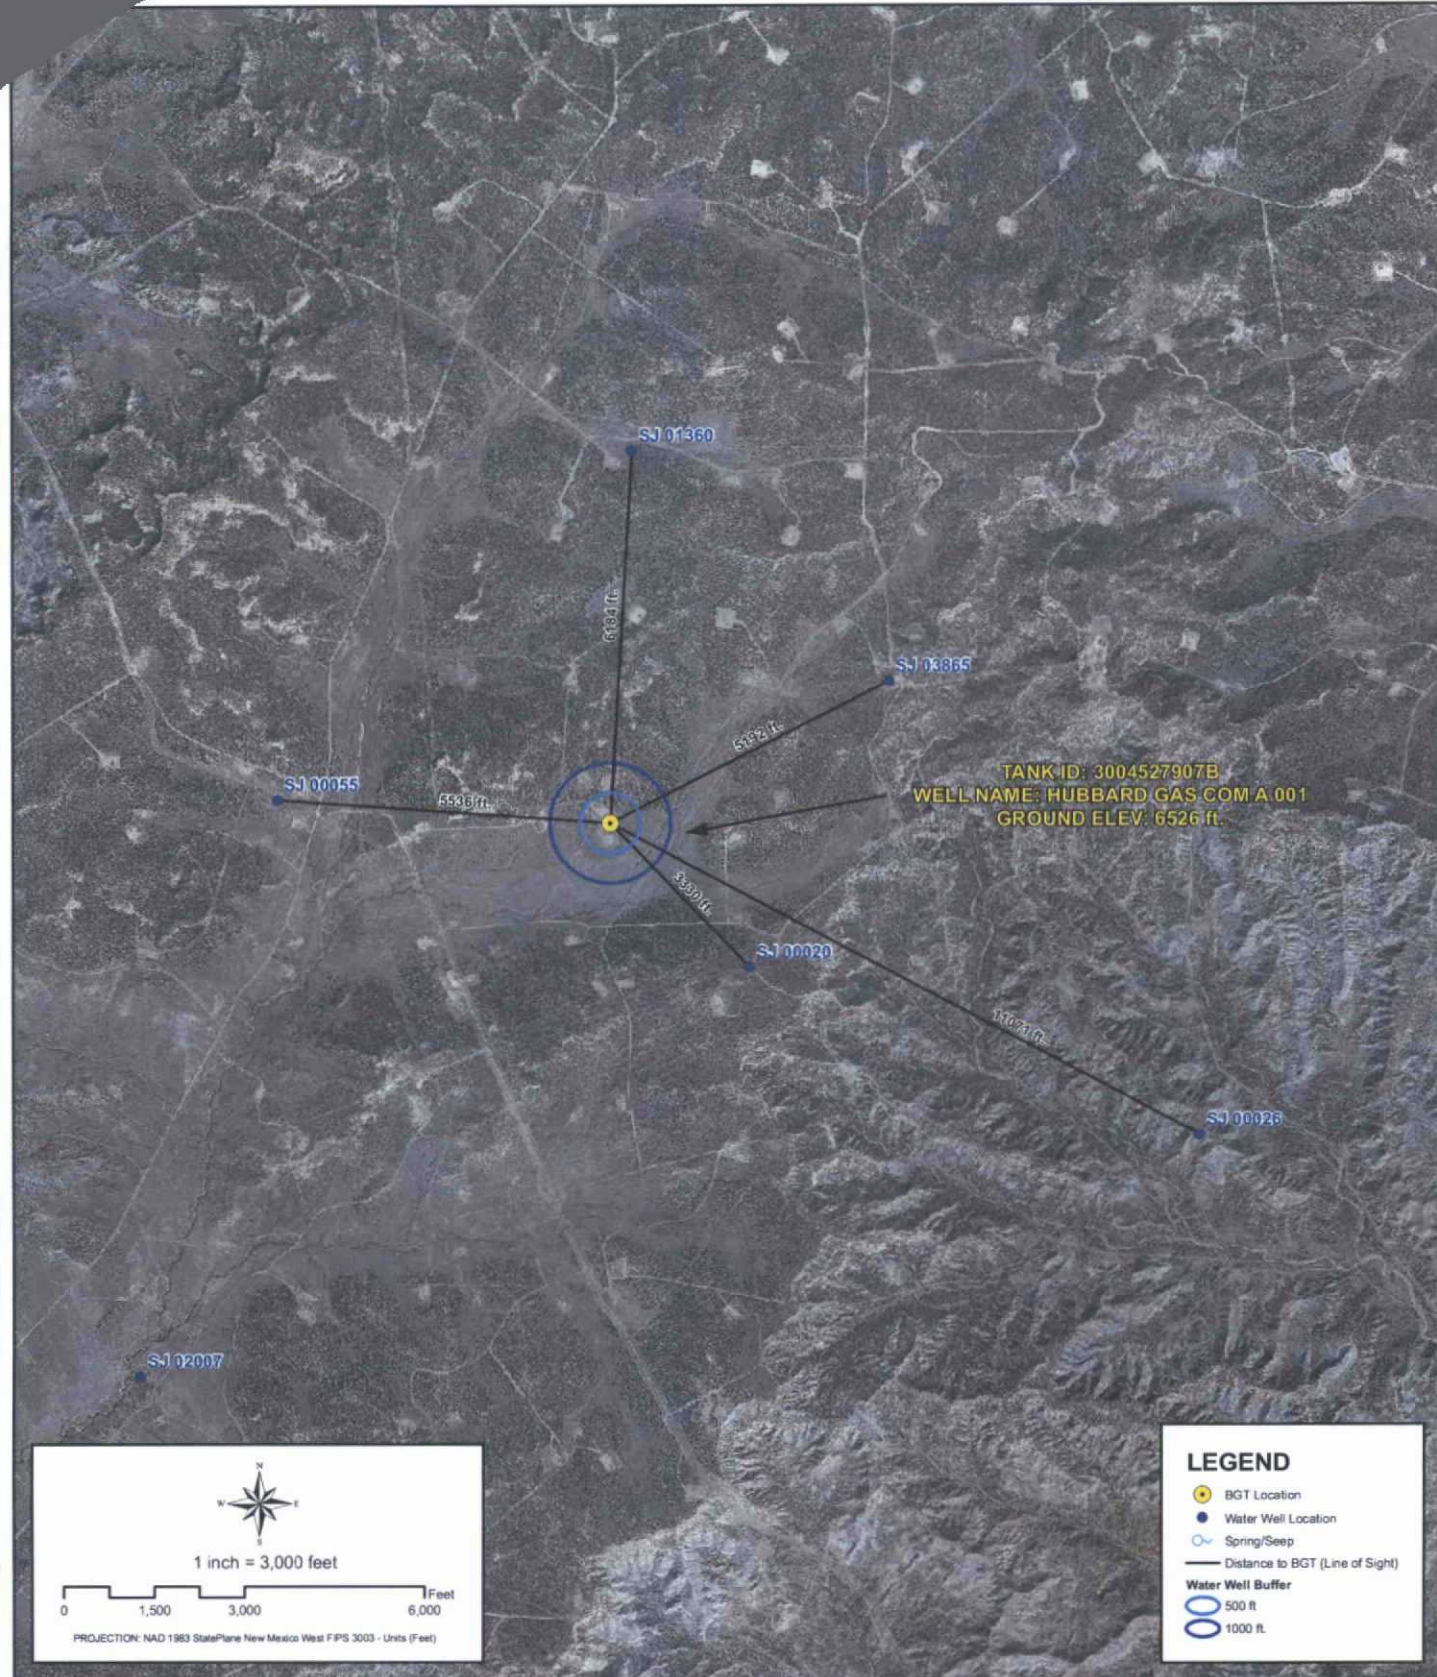 SJ 01360
6184 ft.
SJ 03865
5192 ft.
TANK ID: 3004527907B
WELL NAME: HUBBARD GAS COM A 001
GROUND ELEV: 6526 ft.
SJ 00055
5536 ft.
3330 ft.
SJ 00020
11071 ft.
SJ 00026
SJ 02007
N
W E
S
1 inch = 3,000 feet
Feet
0 1,500 3,000 6,000
PROJECTION: NAD 1983 StatePlane New Mexico West FIPS 3003 - Units (Feet)
LEGEND
BGT Location
Water Well Location
Spring/Seep
Distance to BGT (Line of Sight)
Water Well Buffer
500 ft
1000 ft.